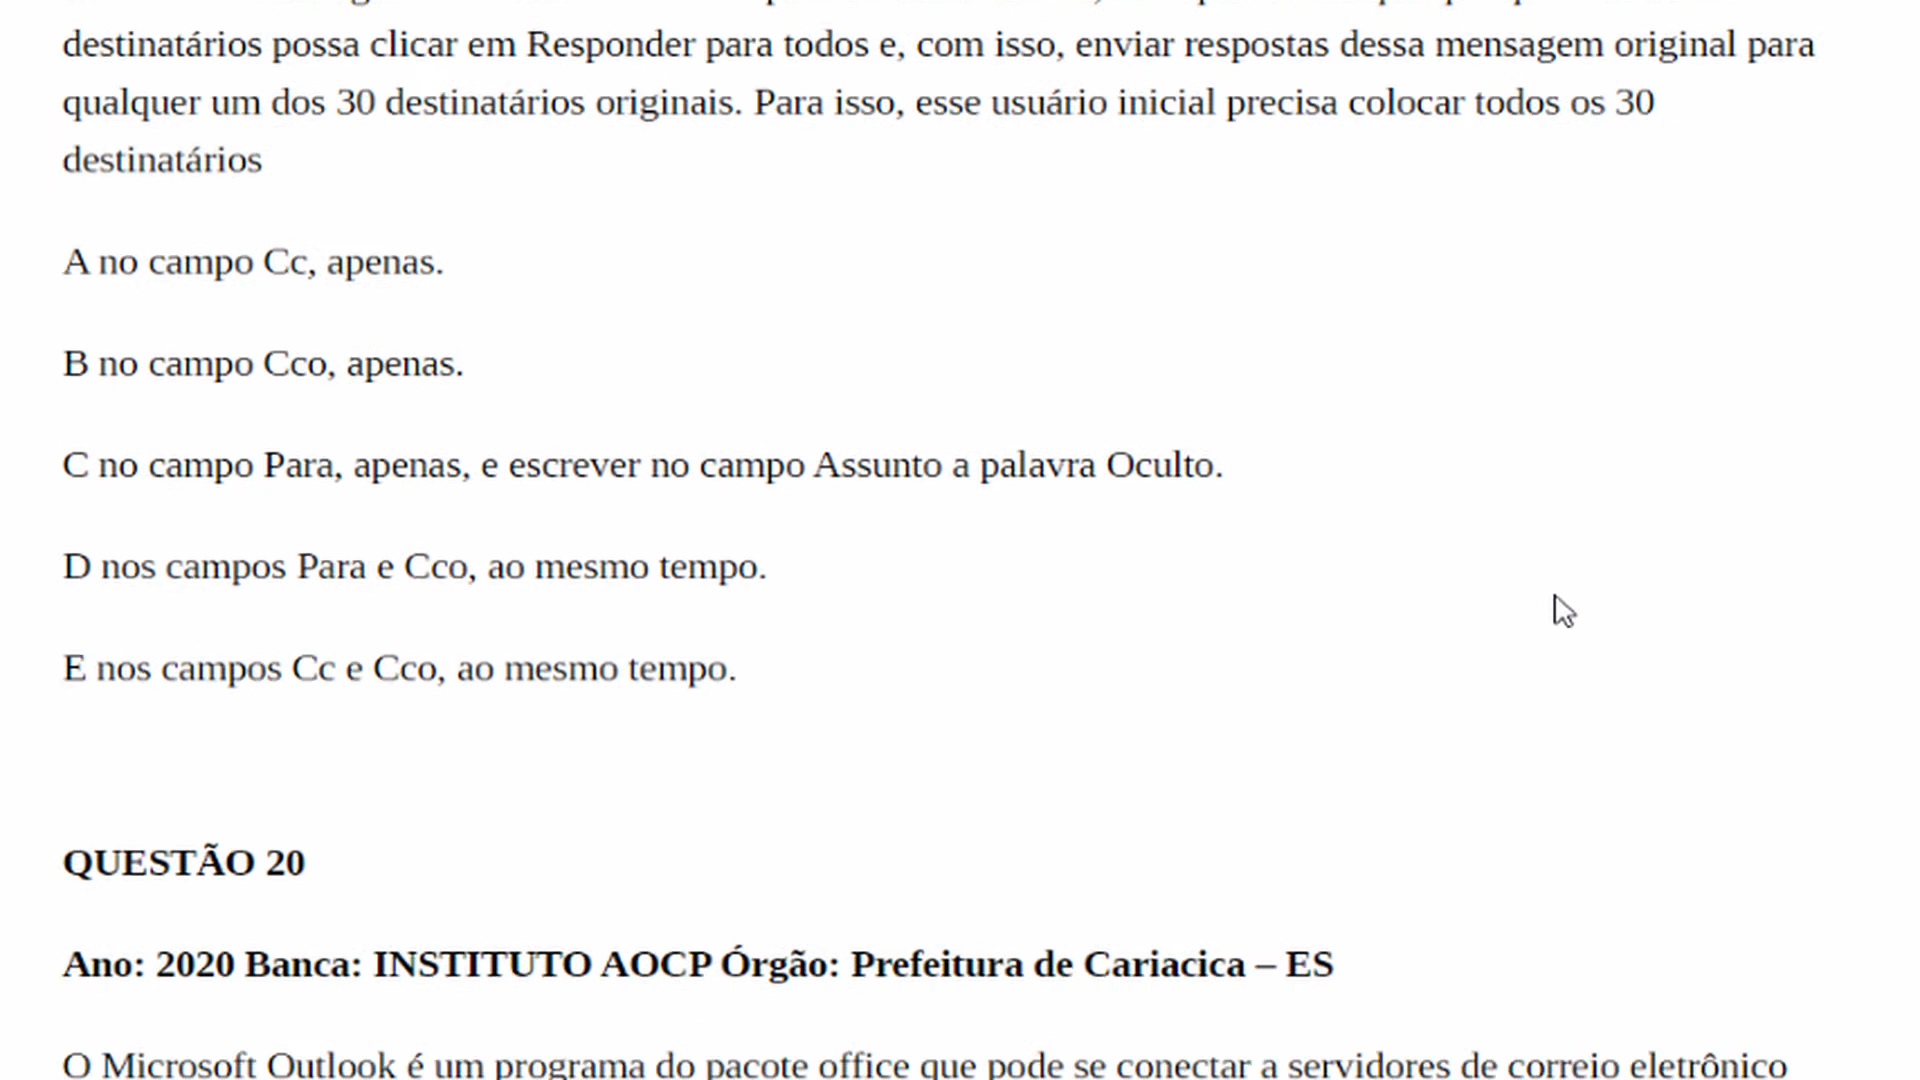 destinatários possa clicar em Responder para todos e, com isso, enviar respostas dessa mensagem original para
qualquer um dos 30 destinatários originais. Para isso, esse usuário inicial precisa colocar todos os 30
destinatários
A no campo Cc, apenas.
B no campo Cco, apenas.
C no campo Para, apenas, e escrever no campo Assunto a palavra Oculto.
D nos campos Para e Cco, ao mesmo tempo.
E nos campos Cc e Cco, ao mesmo tempo.
QUESTÃO 20
Ano: 2020 Banca: INSTITUTO AOCP Órgão: Prefeitura de Cariacica – ES
O Microsoft Outlook é um programa do pacote office que pode se conectar a servidores de correio eletrônico